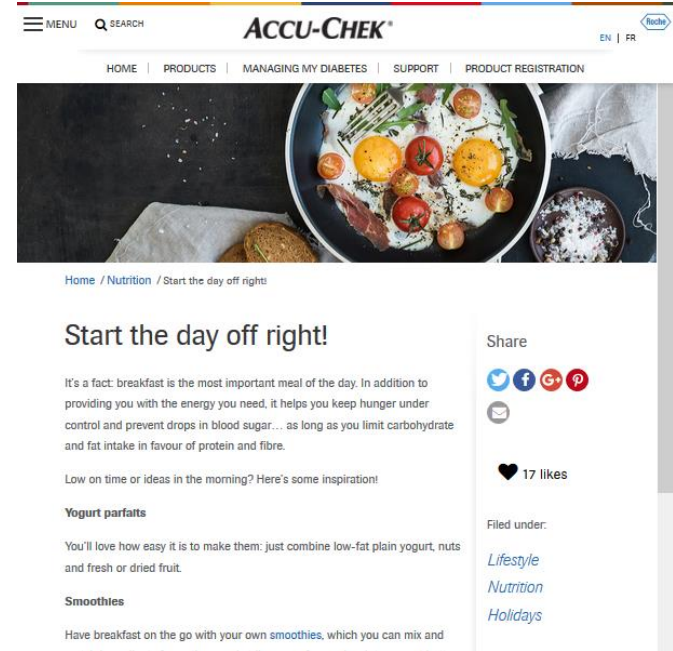 MENU SEARCH ACCU-CHEK® EN | FR Roche
HOME | PRODUCTS | MANAGING MY DIABETES | SUPPORT | PRODUCT REGISTRATION
Home / Nutrition / Start the day off right!
Start the day off right!
It's a fact: breakfast is the most important meal of the day. In addition to
providing you with the energy you need, it helps you keep hunger under
control and prevent drops in blood sugar… as long as you limit carbohydrate
and fat intake in favour of protein and fibre.
Low on time or ideas in the morning? Here's some inspiration!
Yogurt parfaits
You'll love how easy it is to make them: just combine low-fat plain yogurt, nuts
and fresh or dried fruit.
Smoothies
Have breakfast on the go with your own smoothies, which you can mix and
Share
17 likes
Filed under:
Lifestyle
Nutrition
Holidays